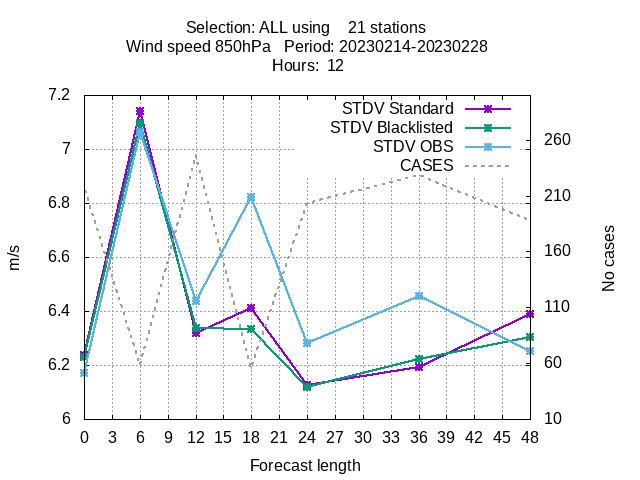 Selection: ALL using 21 stations
Wind speed 850hPa Period: 20230214-20230228
Hours: 12
STDV Standard
STDV Blacklisted
STDV OBS
CASES
7.2
7
6.8
6.6
6.4
6.2
6
260
210
160
110
60
10
m/s
No cases
0 3 6 9 12 15 18 21 24 27 30 33 36 39 42 45 48
Forecast length